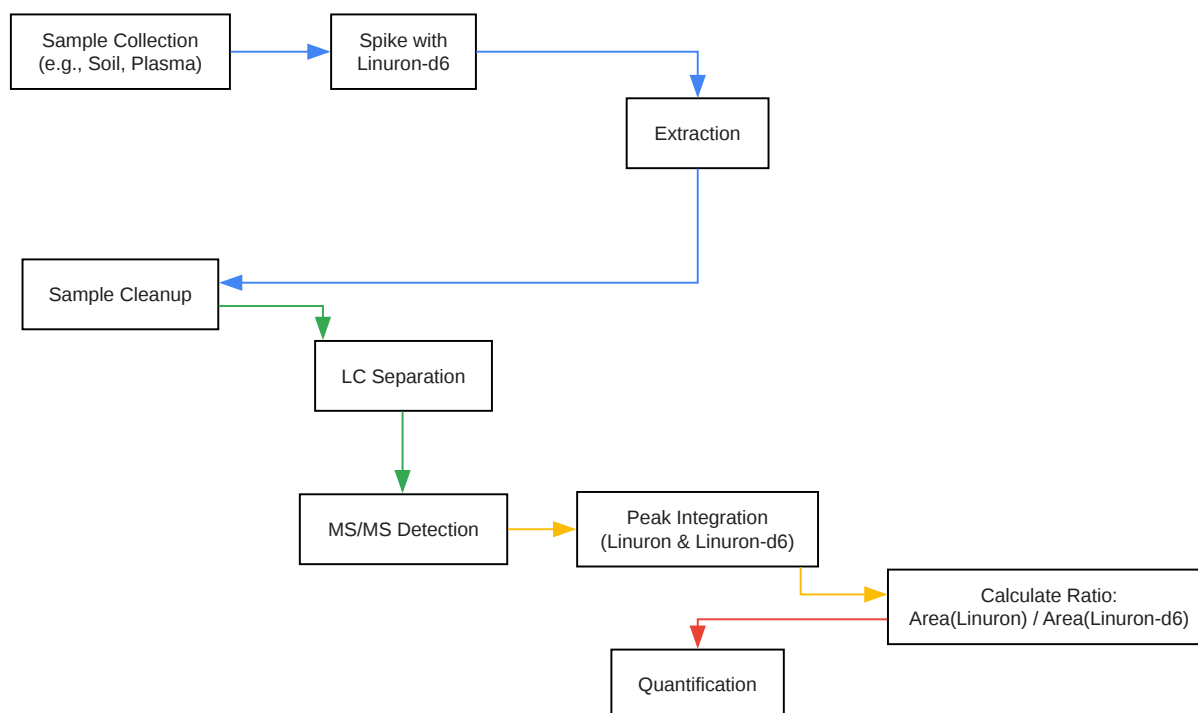 Sample Collection
(e.g., Soil, Plasma)
Spike with
Linuron-d6
Extraction
Sample Cleanup
LC Separation
MS/MS Detection
Peak Integration
(Linuron & Linuron-d6)
Calculate Ratio:
Area(Linuron) / Area(Linuron-d6)
Quantification